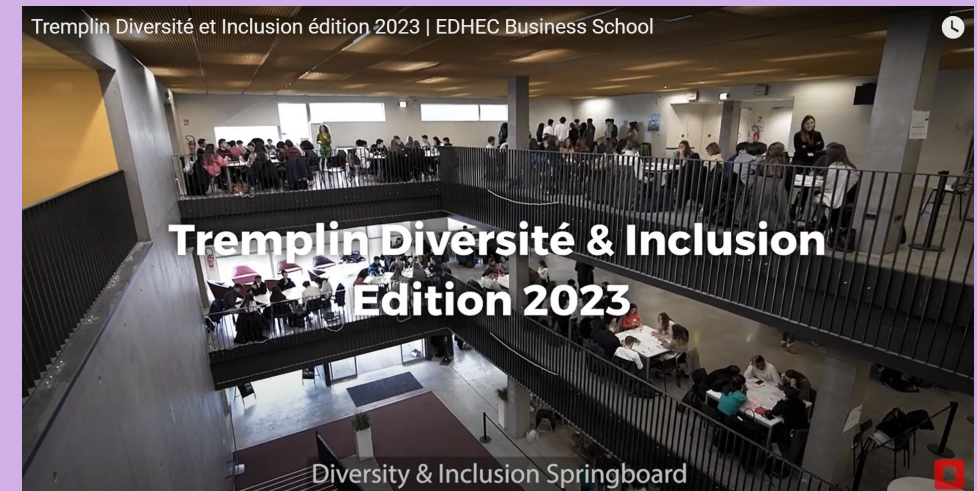 Tremplin Diversité et Inclusion édition 2023 | EDHEC Business School
Tremplin Diversité & Inclusion
Edition 2023
Diversity & Inclusion Springboard